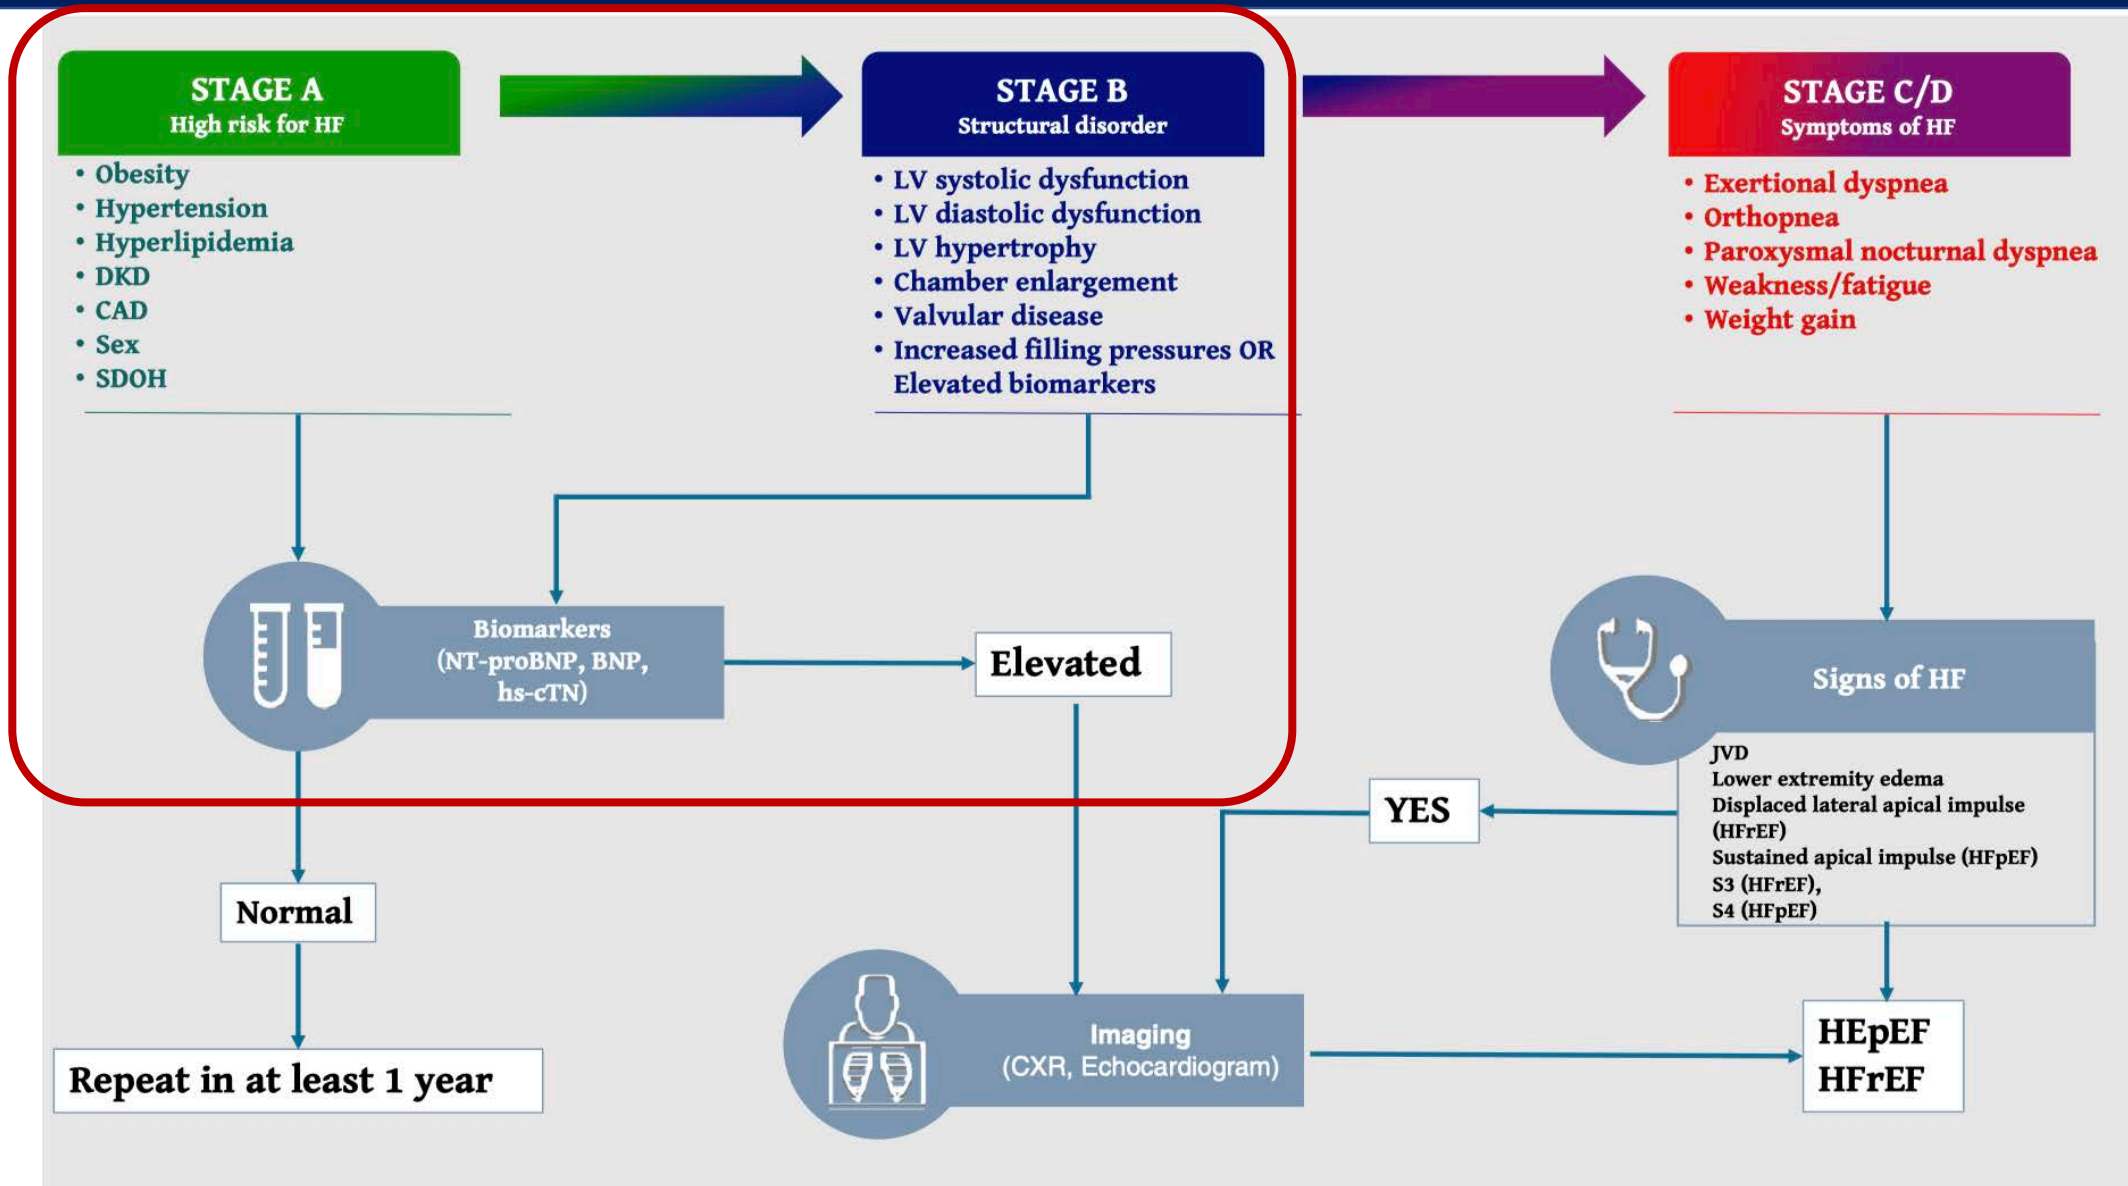 STAGE A
High risk for HF
• Obesity
• Hypertension
• Hyperlipidemia
• DKD
• CAD
• Sex
• SDOH
STAGE B
Structural disorder
• LV systolic dysfunction
• LV diastolic dysfunction
• LV hypertrophy
• Chamber enlargement
• Valvular disease
• Increased filling pressures OR
Elevated biomarkers
STAGE C/D
Symptoms of HF
• Exertional dyspnea
• Orthopnea
• Paroxysmal nocturnal dyspnea
• Weakness/fatigue
• Weight gain
Biomarkers
(NT-proBNP, BNP,
hs-cTN)
Elevated
Signs of HF
JVD
Lower extremity edema
Displaced lateral apical impulse
(HFrEF)
Sustained apical impulse (HFpEF)
S3 (HFrEF),
S4 (HFpEF)
YES
Normal
Repeat in at least 1 year
Imaging
(CXR, Echocardiogram)
HEpEF
HFrEF